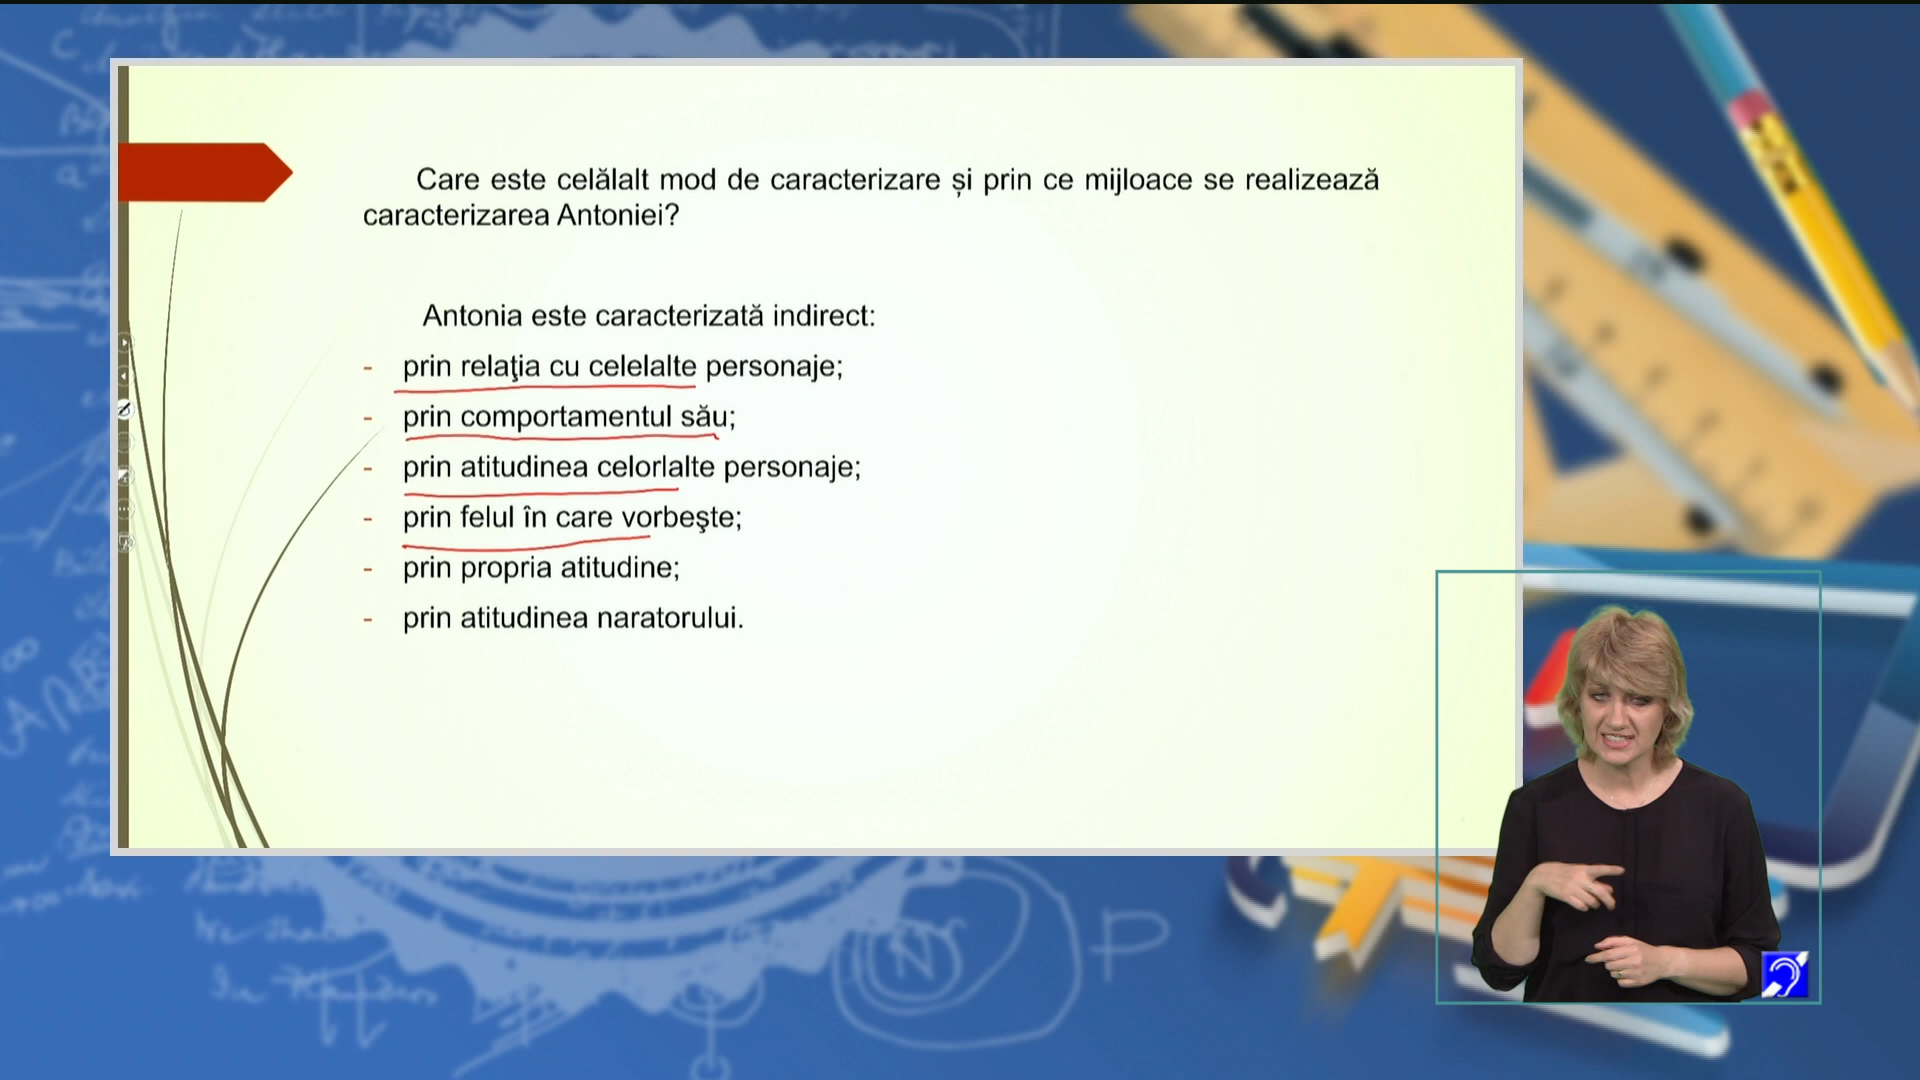 Care este celălalt mod de caracterizare și prin ce mijloace se realizează
caracterizarea Antoniei?
Antonia este caracterizată indirect:
- prin relaţia cu celelalte personaje;
- prin comportamentul său;
- prin atitudinea celorlalte personaje;
- prin felul în care vorbeşte;
- prin propria atitudine;
- prin atitudinea naratorului.
N
P